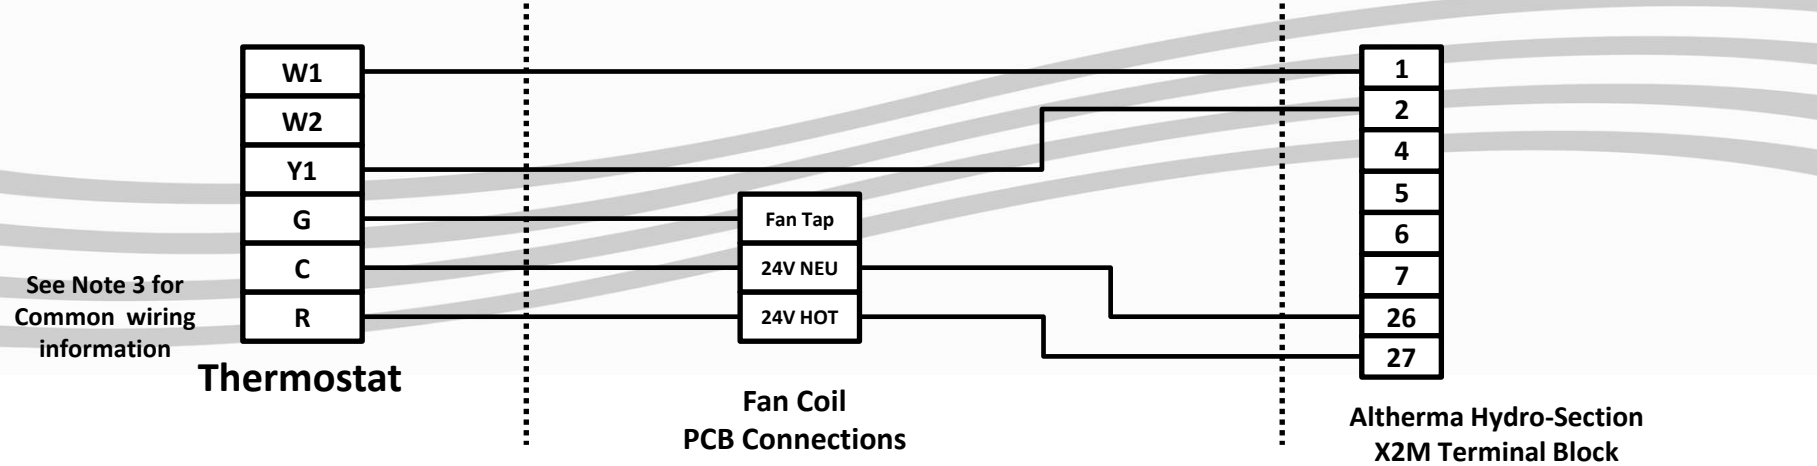 W1
W2
Y1
G
C
R
See Note 3 for
Common wiring
information
Thermostat
Fan Tap
24V NEU
24V HOT
Fan Coil
PCB Connections
1
2
4
5
6
7
26
27
Altherma Hydro-Section
X2M Terminal Block